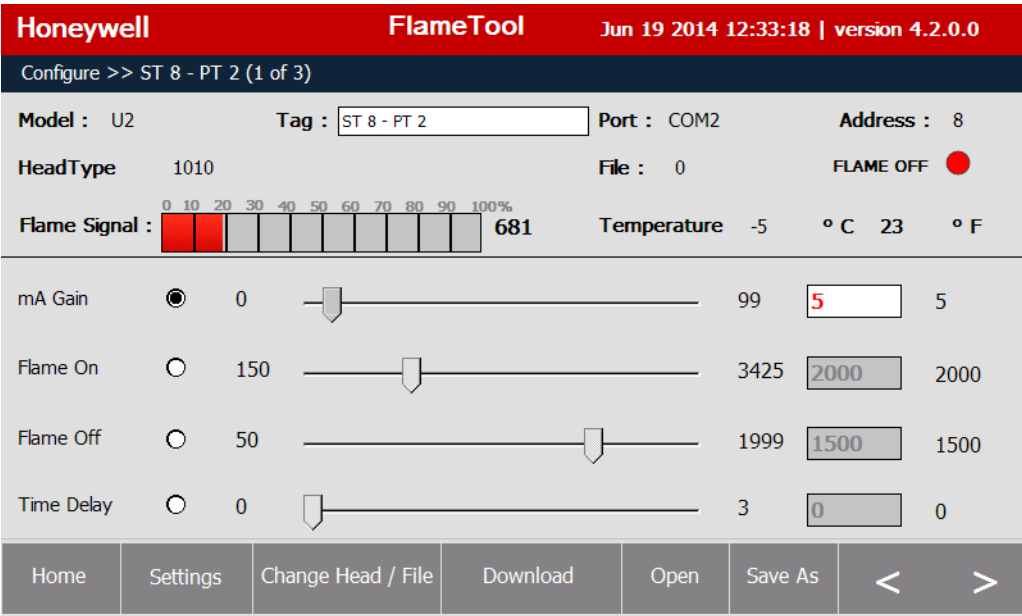 Honeywell FlameTool Jun 19 2014 12:33:18 | version 4.2.0.0
Configure >> ST 8 - PT 2 (1 of 3)
Model : U2 Tag : ST 8 - PT 2 Port : COM2 Address : 8
HeadType 1010 File : 0 FLAME OFF
0 10 20 30 40 50 60 70 80 90 100%
Flame Signal : 681 Temperature -5 º C 23 º F
mA Gain 0 99 5 5
Flame On 150 3425 2000 2000
Flame Off 50 1999 1500 1500
Time Delay 0 3 0 0
Home Settings Change Head / File Download Open Save As < >